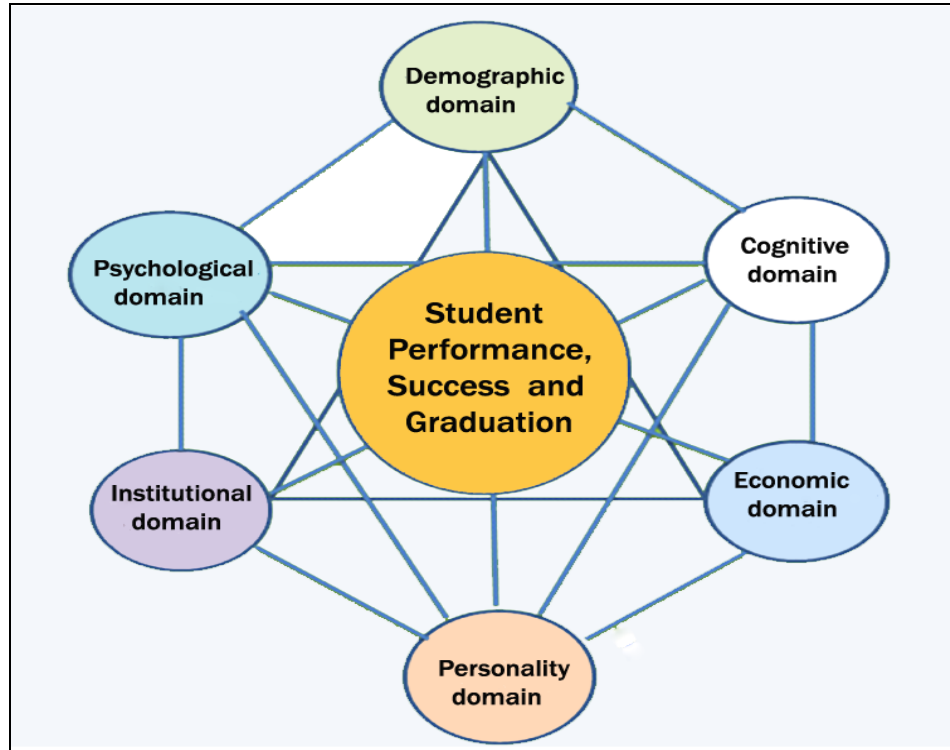 Demographic
domain
Cognitive
domain
Psychological
domain
Student
Performance,
Success and
Graduation
Economic
domain
Institutional
domain
Personality
domain